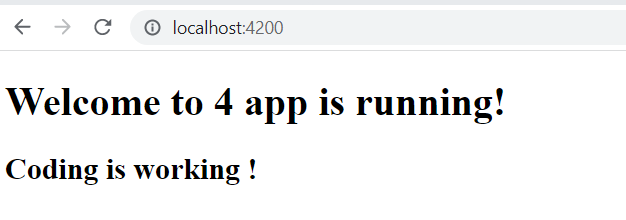 localhost:4200
Welcome to 4 app is running!
Coding is working !